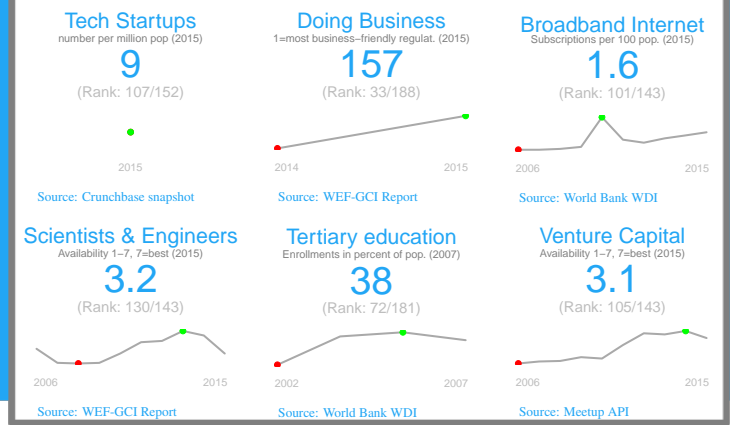 Tech Startups
number per million pop (2015)
9
(Rank: 107/152)
2015
Source: Crunchbase snapshot
Doing Business
1=most business−friendly regulat. (2015)
157
(Rank: 33/188)
2014 2015
Source: WEF-GCI Report
Broadband Internet
Subscriptions per 100 pop. (2015)
1.6
(Rank: 101/143)
2006 2015
Source: World Bank WDI
Scientists & Engineers
Availability 1−7, 7=best (2015)
3.2
(Rank: 130/143)
2006 2015
Source: WEF-GCI Report
Tertiary education
Enrollments in percent of pop. (2007)
38
(Rank: 72/181)
2002 2007
Source: World Bank WDI
Venture Capital
Availability 1−7, 7=best (2015)
3.1
(Rank: 105/143)
2006 2015
Source: Meetup API